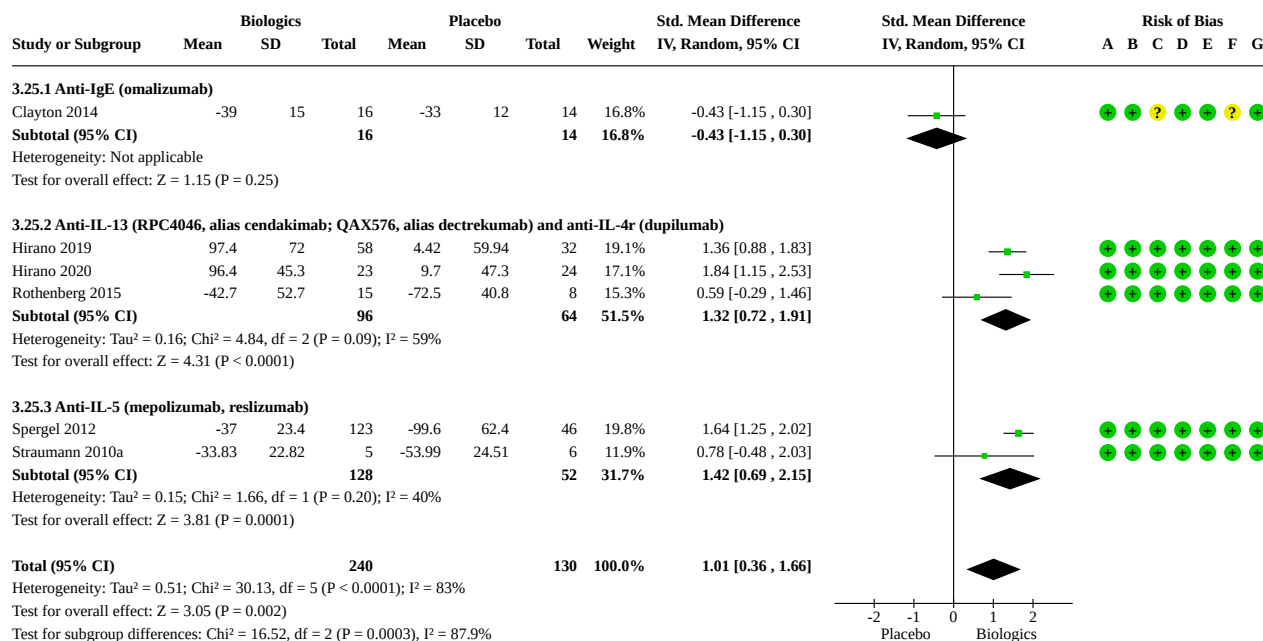 Biologics Placebo Std. Mean Difference Std. Mean Difference Risk of Bias
Study or Subgroup Mean SD Total Mean SD Total Weight IV, Random, 95% CI IV, Random, 95% CI A B C D E F G
3.25.1 Anti-IgE (omalizumab)
Clayton 2014 -39 15 16 -33 12 14 16.8% -0.43 [-1.15 , 0.30] + + ? + + ? +
Subtotal (95% CI) 16 14 16.8% -0.43 [-1.15 , 0.30]
Heterogeneity: Not applicable
Test for overall effect: Z = 1.15 (P = 0.25)
3.25.2 Anti-IL-13 (RPC4046, alias cendakimab; QAX576, alias dectrekumab) and anti-IL-4r (dupilumab)
Hirano 2019 97.4 72 58 4.42 59.94 32 19.1% 1.36 [0.88 , 1.83] + + + + + + +
Hirano 2020 96.4 45.3 23 9.7 47.3 24 17.1% 1.84 [1.15 , 2.53] + + + + + + +
Rothenberg 2015 -42.7 52.7 15 -72.5 40.8 8 15.3% 0.59 [-0.29 , 1.46] + + + + + + +
Subtotal (95% CI) 96 64 51.5% 1.32 [0.72 , 1.91]
Heterogeneity: Tau² = 0.16; Chi² = 4.84, df = 2 (P = 0.09); I² = 59%
Test for overall effect: Z = 4.31 (P < 0.0001)
3.25.3 Anti-IL-5 (mepolizumab, reslizumab)
Spergel 2012 -37 23.4 123 -99.6 62.4 46 19.8% 1.64 [1.25 , 2.02] + + + + + + +
Straumann 2010a -33.83 22.82 5 -53.99 24.51 6 11.9% 0.78 [-0.48 , 2.03] + + + + + + +
Subtotal (95% CI) 128 52 31.7% 1.42 [0.69 , 2.15]
Heterogeneity: Tau² = 0.15; Chi² = 1.66, df = 1 (P = 0.20); I² = 40%
Test for overall effect: Z = 3.81 (P = 0.0001)
Total (95% CI) 240 130 100.0% 1.01 [0.36 , 1.66]
Heterogeneity: Tau² = 0.51; Chi² = 30.13, df = 5 (P < 0.0001); I² = 83%
Test for overall effect: Z = 3.05 (P = 0.002)
-2 -1 0 1 2
Test for subgroup differences: Chi² = 16.52, df = 2 (P = 0.0003), I² = 87.9%
Placebo Biologics